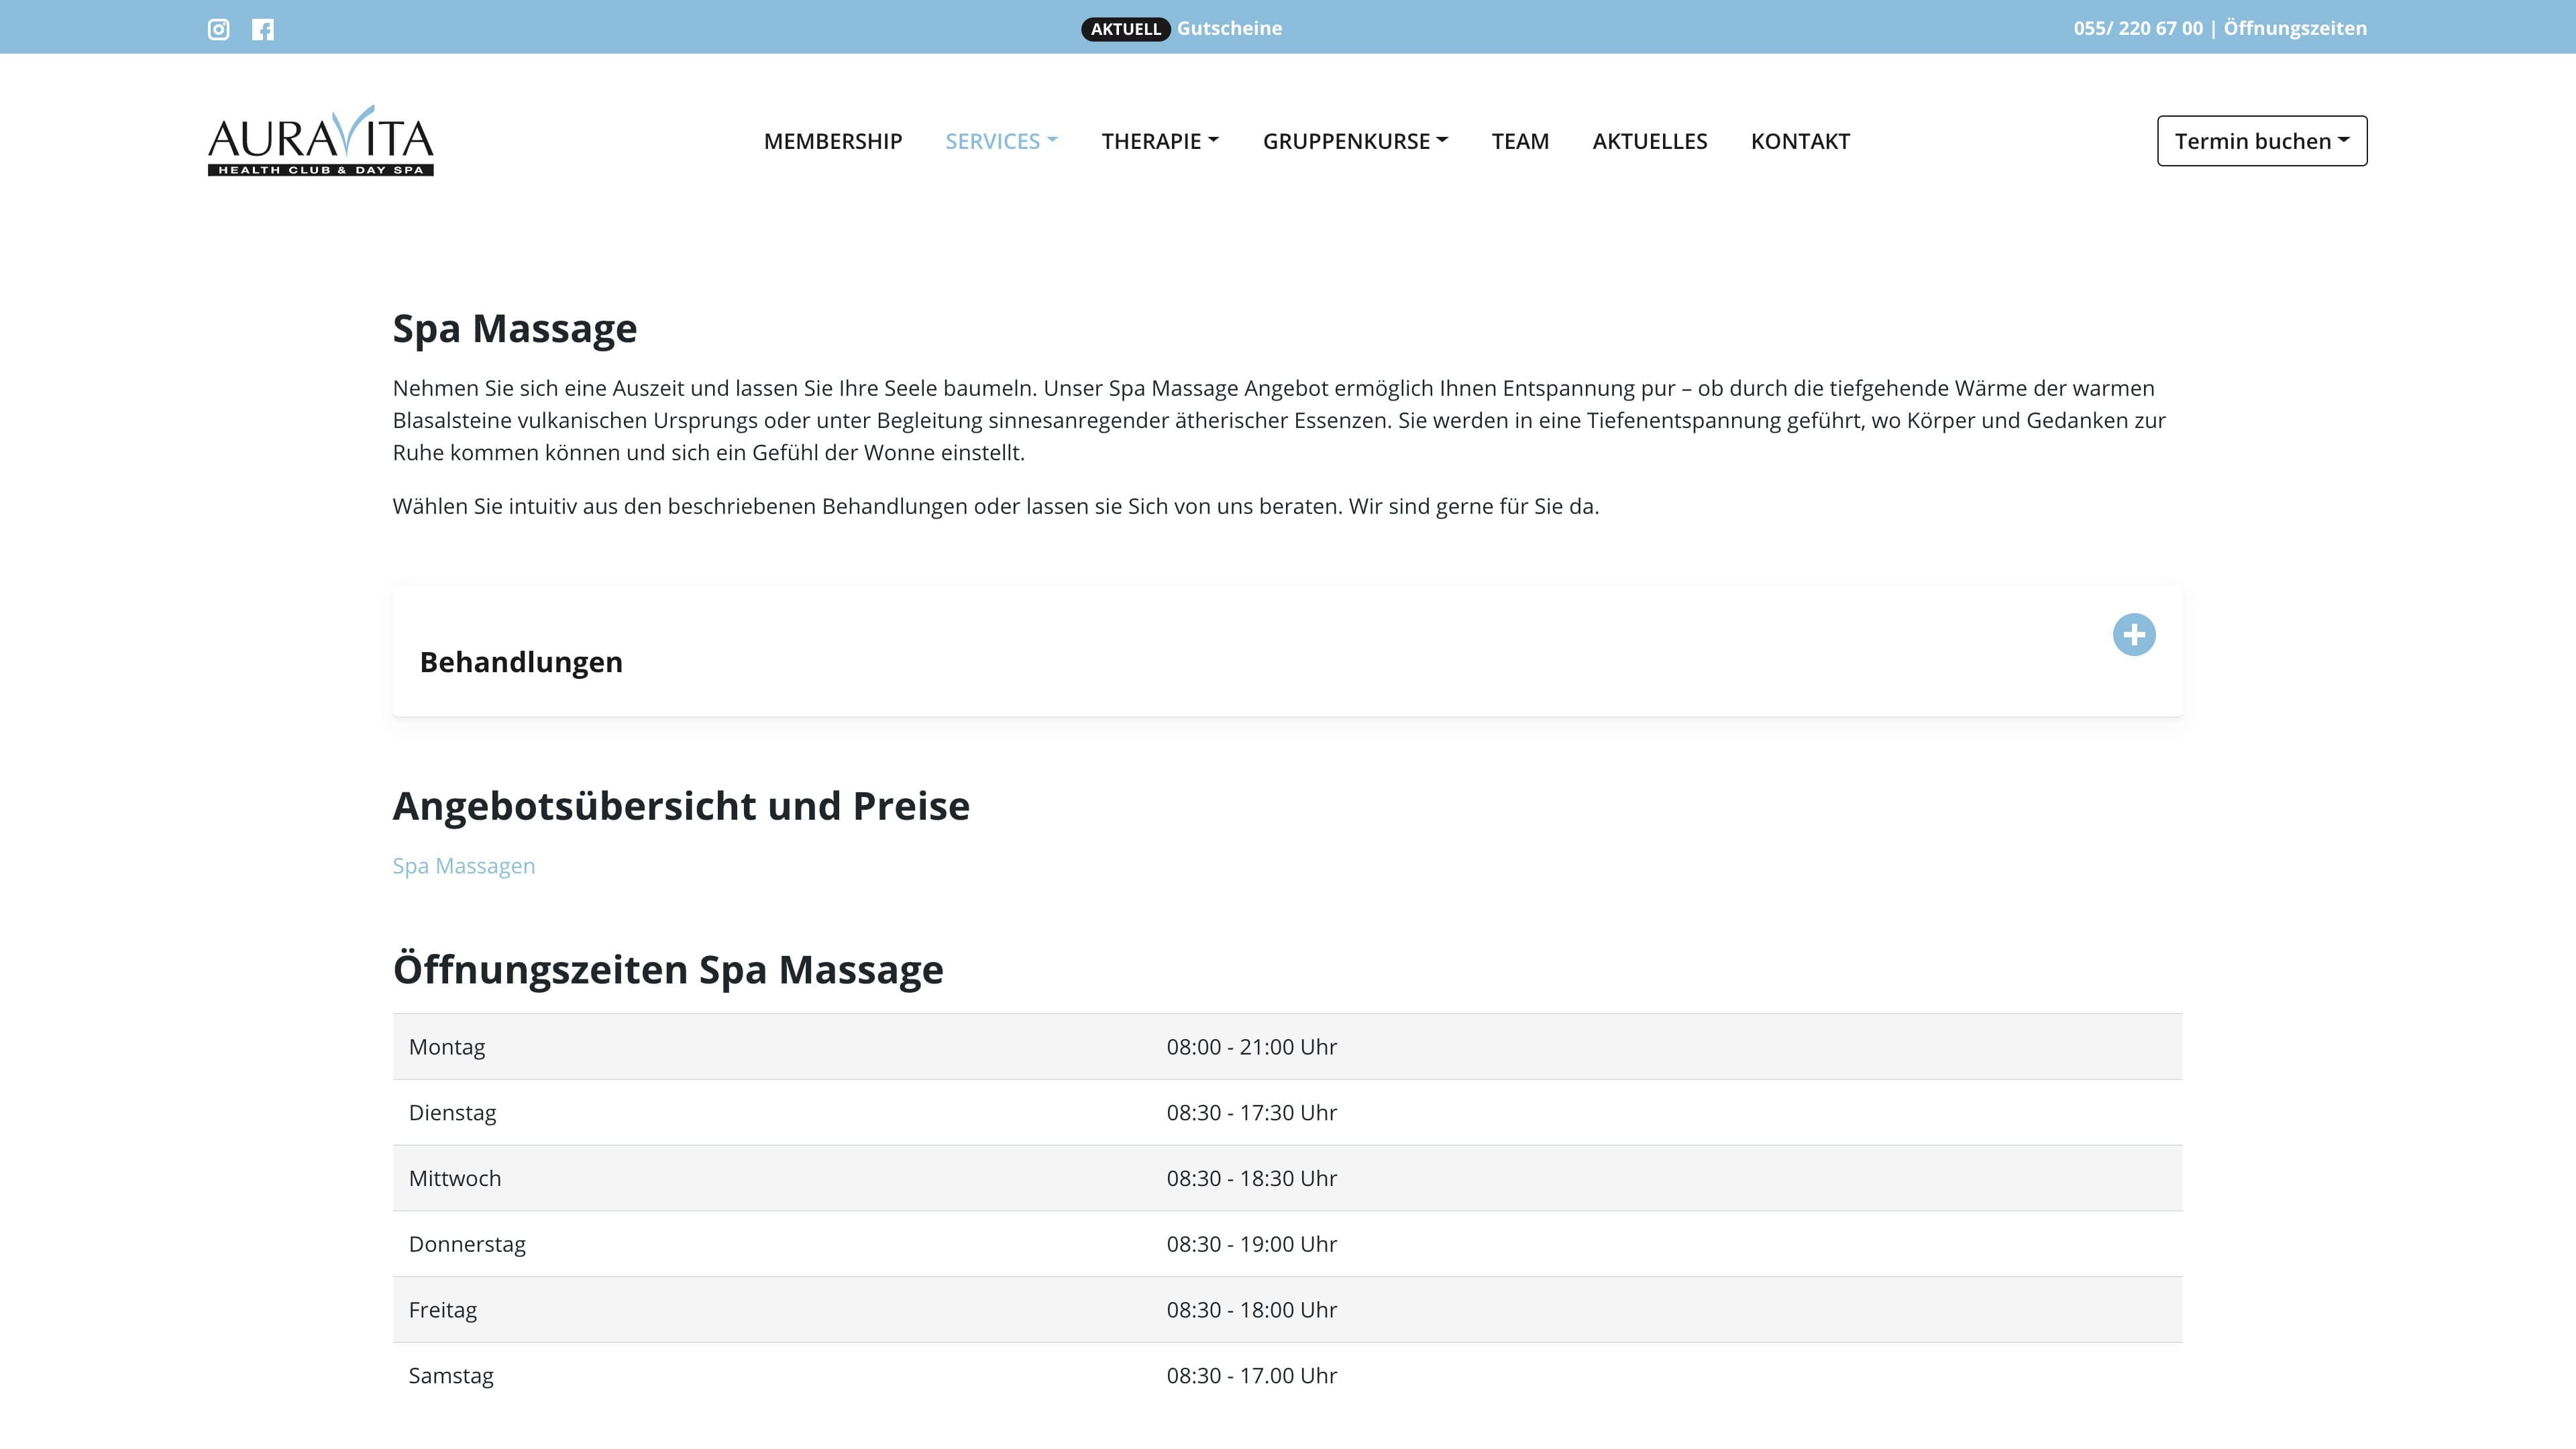 AKTUELL Gutscheine
055/ 220 67 00 | Öffnungszeiten
AURAVITA
HEALTH CLUB & DAY SPA
MEMBERSHIP SERVICES THERAPIE GRUPPENKURSE TEAM AKTUELLES KONTAKT
Termin buchen
Spa Massage
Nehmen Sie sich eine Auszeit und lassen Sie Ihre Seele baumeln. Unser Spa Massage Angebot ermöglich Ihnen Entspannung pur – ob durch die tiefgehende Wärme der warmen
Blasalsteine vulkanischen Ursprungs oder unter Begleitung sinnesanregender ätherischer Essenzen. Sie werden in eine Tiefenentspannung geführt, wo Körper und Gedanken zur
Ruhe kommen können und sich ein Gefühl der Wonne einstellt.
Wählen Sie intuitiv aus den beschriebenen Behandlungen oder lassen sie Sich von uns beraten. Wir sind gerne für Sie da.
Behandlungen
Angebotsübersicht und Preise
Spa Massagen
Öffnungszeiten Spa Massage
Montag 08:00 - 21:00 Uhr
Dienstag 08:30 - 17:30 Uhr
Mittwoch 08:30 - 18:30 Uhr
Donnerstag 08:30 - 19:00 Uhr
Freitag 08:30 - 18:00 Uhr
Samstag 08:30 - 17.00 Uhr